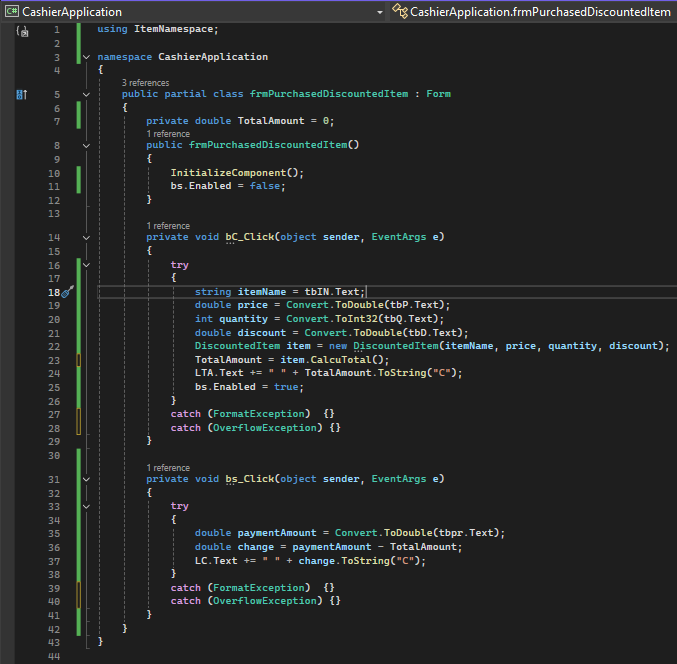 C# CashierApplication CashierApplication.frmPurchasedDiscountedItem
1 using ItemNamespace;
2
3 namespace CashierApplication
4 {
3 references
5 public partial class frmPurchasedDiscountedItem : Form
6 {
7 private double TotalAmount = 0;
1 reference
8 public frmPurchasedDiscountedItem()
9 {
10 InitializeComponent();
11 bs.Enabled = false;
12 }
13
1 reference
14 private void bC_Click(object sender, EventArgs e)
15 {
16 try
17 {
18 string itemName = tbIN.Text;
19 double price = Convert.ToDouble(tbP.Text);
20 int quantity = Convert.ToInt32(tbQ.Text);
21 double discount = Convert.ToDouble(tbD.Text);
22 DiscountedItem item = new DiscountedItem(itemName, price, quantity, discount);
23 TotalAmount = item.CalcuTotal();
24 LTA.Text += " " + TotalAmount.ToString("C");
25 bs.Enabled = true;
26 }
27 catch (FormatException) {}
28 catch (OverflowException) {}
29 }
30
1 reference
31 private void bs_Click(object sender, EventArgs e)
32 {
33 try
34 {
35 double paymentAmount = Convert.ToDouble(tbpr.Text);
36 double change = paymentAmount - TotalAmount;
37 LC.Text += " " + change.ToString("C");
38 }
39 catch (FormatException) {}
40 catch (OverflowException) {}
41 }
42 }
43 }
44